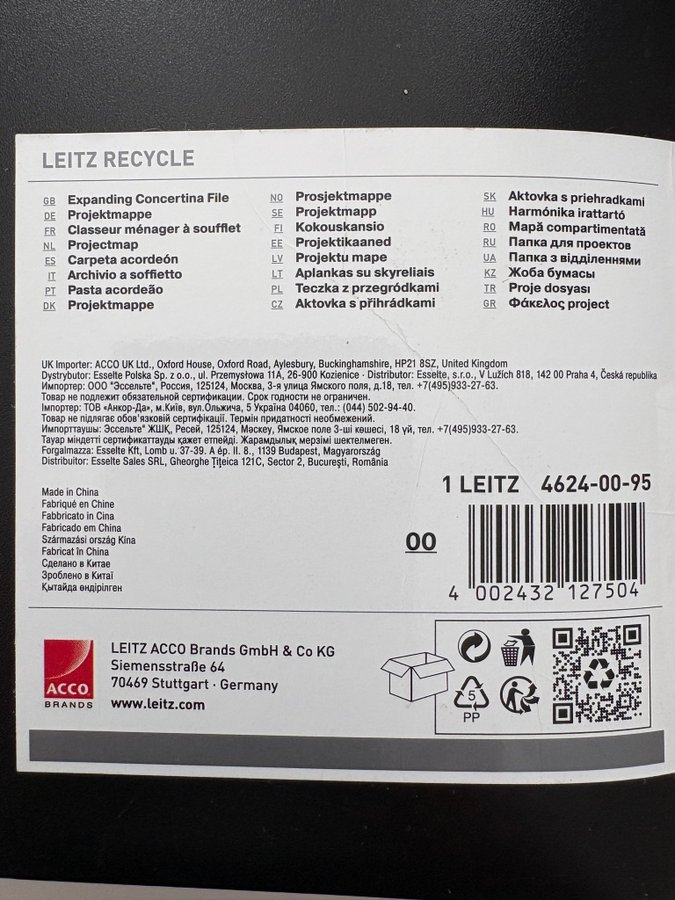 LEITZ RECYCLE
GB Expanding Concertina File
DE Projektmappe
FR Classeur ménager à soufflet
NL Projectmap
ES Carpeta acordeón
IT Archivio a soffietto
PT Pasta acordeão
DK Projektmappe
NO Prosjektmappe
SE Projektmapp
FI Kokouskansio
EE Projektikaaned
LV Projektu mape
LT Aplankas su skyreliais
PL Teczka z przegródkami
CZ Aktovka s přihrádkami
SK Aktovka s priehradkami
HU Harmónika irattartó
RO Mapă compartimentată
RU Папка для проектов
UA Папка з відділеннями
KZ Жоба бумасы
TR Proje dosyası
GR Φάκελος project
UK Importer: ACCO UK Ltd., Oxford House, Oxford Road, Aylesbury, Buckinghamshire, HP21 8SZ, United Kingdom
Dystrybutor: Esselte Polska Sp. z o.o., ul. Przemysłowa 11A, 26-900 Kozienice · Distributor: Esselte, s.r.o., V Lužich 818, 142 00 Praha 4, Česká republika
Импортер: ООО "Эссельте", Россия, 125124, Москва, 3-я улица Ямского поля, д.18, тел. +7(495)933-27-63.
Товар не подлежит обязательной сертификации. Срок годности не ограничен.
Імпортер: ТОВ «Анкор-Да», м.Київ, вул.Ольжича, 5 Україна 04060, тел.: (044) 502-94-40.
Товар не підлягає обов'язковій сертифікації. Термін придатності необмежений.
Импорттаушы: Эссельте" ЖШҚ, Ресей, 125124, Мәскеу, Ямское поле 3-ші көшесі, 18 үй, тел.: +7(495)933-27-63.
Тауар міндетті сертификаттауды қажет етпейді. Жарамдылық мерзімі шектелмеген.
Forgalmazza: Esselte Kft, Lomb u. 37-39. A ép. II. 8., 1139 Budapest, Magyarország
Distribuitor: Esselte Sales SRL, Gheorghe Țițeica 121C, Sector 2, București, România
Made in China
Fabriqué en Chine
Fabbricato in Cina
Fabricado em China
Származási ország Kína
Fabricat în China
Сделано в Китае
Зроблено в Китаї
Қытайда өндірілген
1 LEITZ 4624-00-95
00
4 002432 127504
ACCO
BRANDS
LEITZ ACCO Brands GmbH & Co KG
Siemensstraße 64
70469 Stuttgart · Germany
www.leitz.com
5
PP